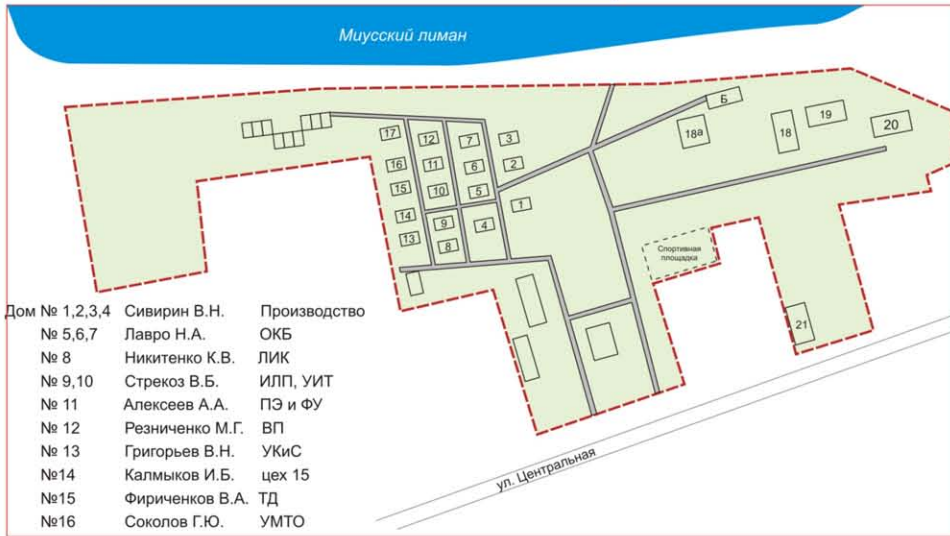 Миусский лиман
Б
19
20
18
18а
17
12
7
3
16
11
6
2
15
10
5
1
14
9
4
13
8
Спортивная
площадка
21
Дом № 1,2,3,4 Сивирин В.Н. Производство
№ 5,6,7 Лавро Н.А. ОКБ
№ 8 Никитенко К.В. ЛИК
№ 9,10 Стрекоз В.Б. ИЛП, УИТ
№ 11 Алексеев А.А. ПЭ и ФУ
№ 12 Резниченко М.Г. ВП
№ 13 Григорьев В.Н. УКиС
№14 Калмыков И.Б. цех 15
№15 Фириченков В.А. ТД
№16 Соколов Г.Ю. УМТО
ул. Центральная